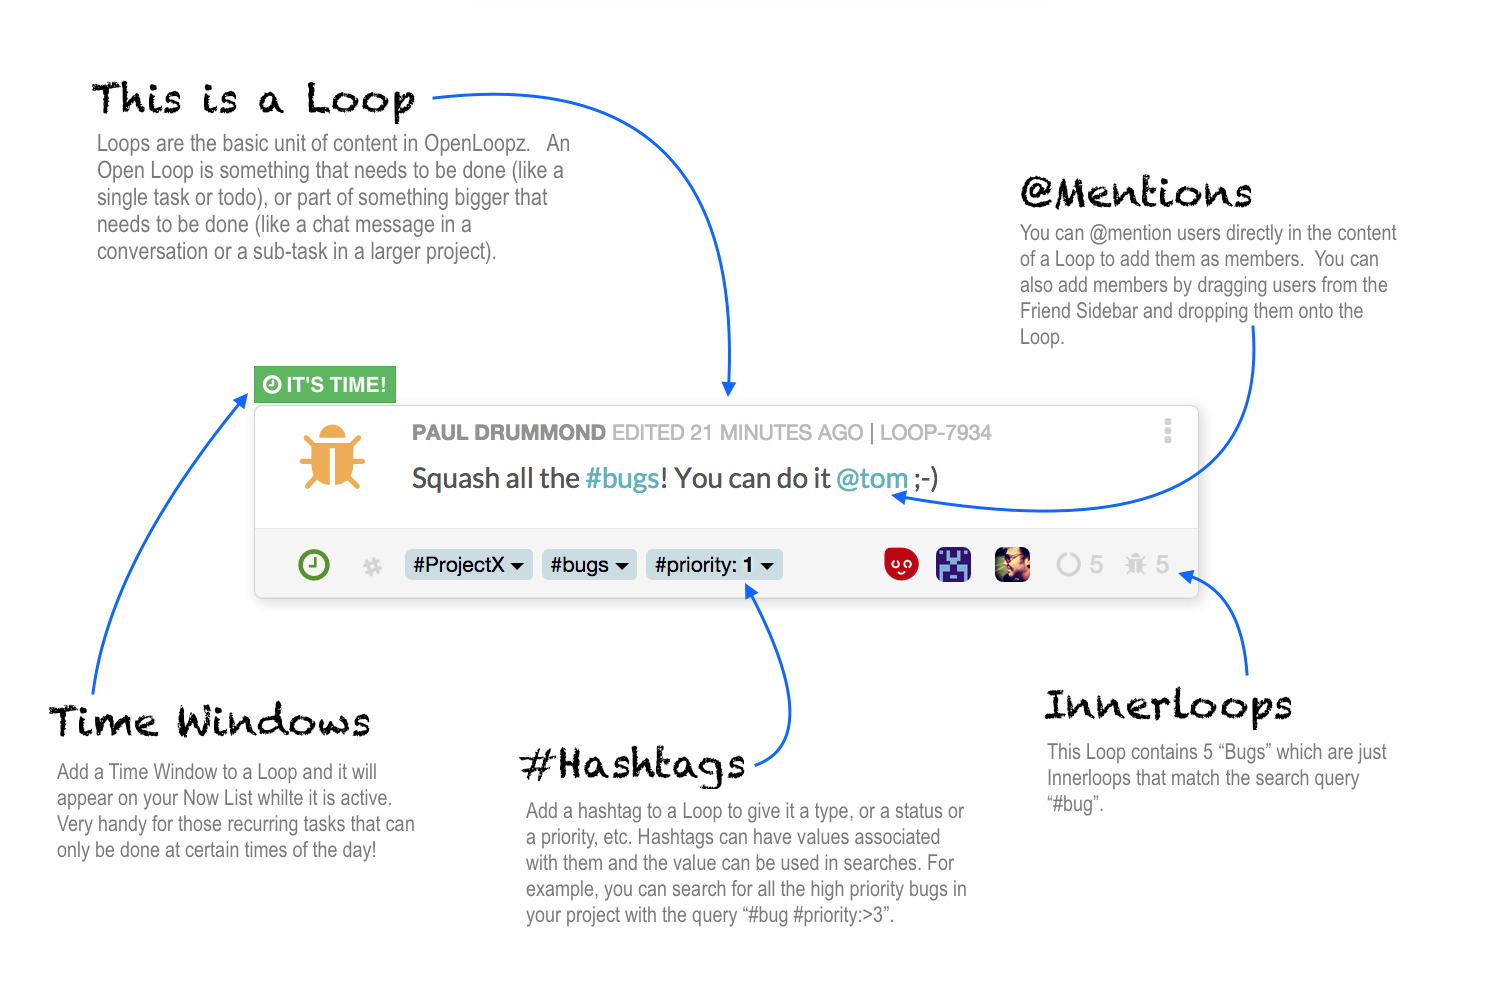 This is a Loop
Loops are the basic unit of content in OpenLoopz. An
Open Loop is something that needs to be done (like a
single task or todo), or part of something bigger that
needs to be done (like a chat message in a
conversation or a sub-task in a larger project).
@Mentions
You can @mention users directly in the content
of a Loop to add them as members. You can
also add members by dragging users from the
Friend Sidebar and dropping them onto the
Loop.
IT'S TIME!
PAUL DRUMMOND EDITED 21 MINUTES AGO | LOOP-7934
Squash all the #bugs! You can do it @tom ;-)
# #ProjectX #bugs #priority: 1 5 5
Time Windows
Add a Time Window to a Loop and it will
appear on your Now List whilte it is active.
Very handy for those recurring tasks that can
only be done at certain times of the day!
#Hashtags
Add a hashtag to a Loop to give it a type, or a status or
a priority, etc. Hashtags can have values associated
with them and the value can be used in searches. For
example, you can search for all the high priority bugs in
your project with the query “#bug #priority:>3”.
Innerloops
This Loop contains 5 “Bugs” which are just
Innerloops that match the search query
“#bug”.